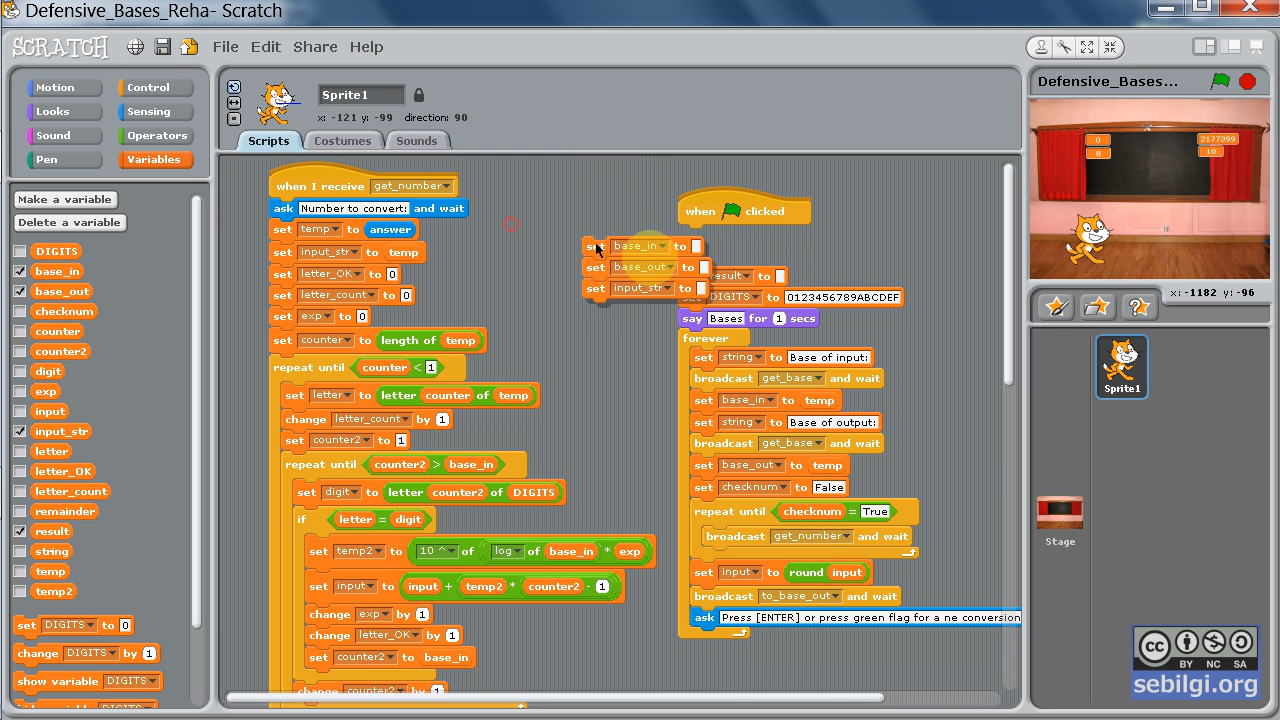 Defensive_Bases_Reha- Scratch
SCRATCH File Edit Share Help
Motion Control
Looks Sensing
Sound Operators
Pen Variables
Make a variable
Delete a variable
DIGITS
base_in
base_out
checknum
counter
counter2
digit
exp
input
input_str
letter
letter_OK
letter_count
remainder
result
string
temp
temp2
set DIGITS to 0
change DIGITS by 1
show variable DIGITS
Sprite1
x: -121 y: -99 direction: 90
Scripts Costumes Sounds
when I receive get_number
ask Number to convert: and wait
set temp to answer
set input_str to temp
set letter_OK to 0
set letter_count to 0
set exp to 0
set counter to length of temp
repeat until counter < 1
set letter to letter counter of temp
change letter_count by 1
set counter2 to 1
repeat until counter2 > base_in
set digit to letter counter2 of DIGITS
if letter = digit
set temp2 to 10 ^ of log of base_in * exp
set input to input + temp2 * counter2 - 1
change exp by 1
change letter_OK by 1
set counter2 to base_in
change counter2 by 1
set base_in to
set base_out to
set input_str to
when clicked
result to
set DIGITS to 0123456789ABCDEF
say Bases for 1 secs
forever
set string to Base of input:
broadcast get_base and wait
set base_in to temp
set string to Base of output:
broadcast get_base and wait
set base_out to temp
set checknum to False
repeat until checknum = True
broadcast get_number and wait
set input to round input
broadcast to_base_out and wait
ask Press [ENTER] or press green flag for a ne conversion
Defensive_Bases...
0 2177399
8 10
x: -1182 y: -96
Sprite1
Stage
cc BY NC SA
sebilgi.org